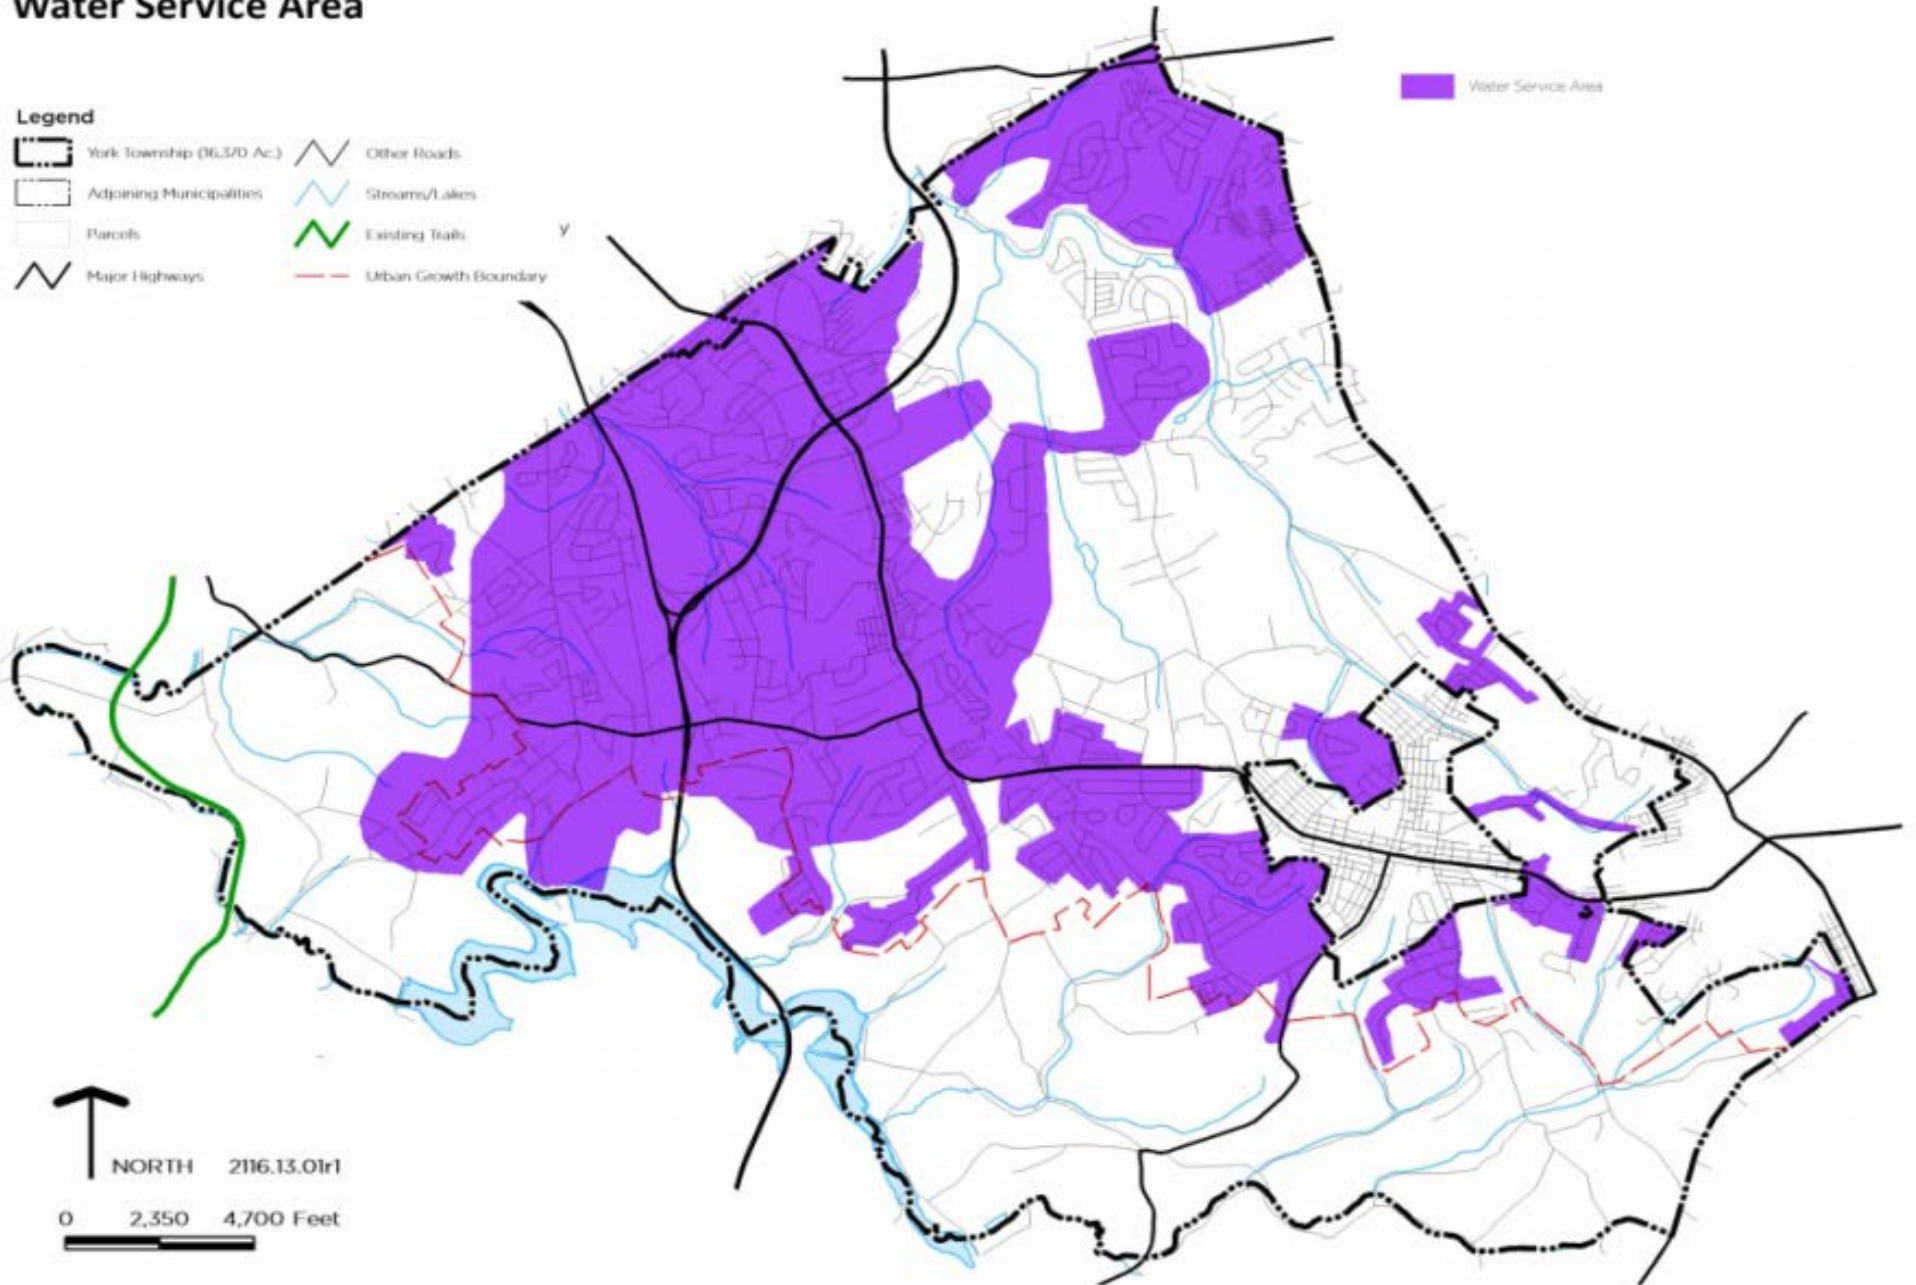 Water Service Area
Legend
York Township (16,370 Ac.)
Other Roads
Adjoining Municipalities
Streams/Lakes
Parcels
Existing Trails
Major Highways
Urban Growth Boundary
y
Water Service Area
NORTH 2116.13.01r1
0 2,350 4,700 Feet